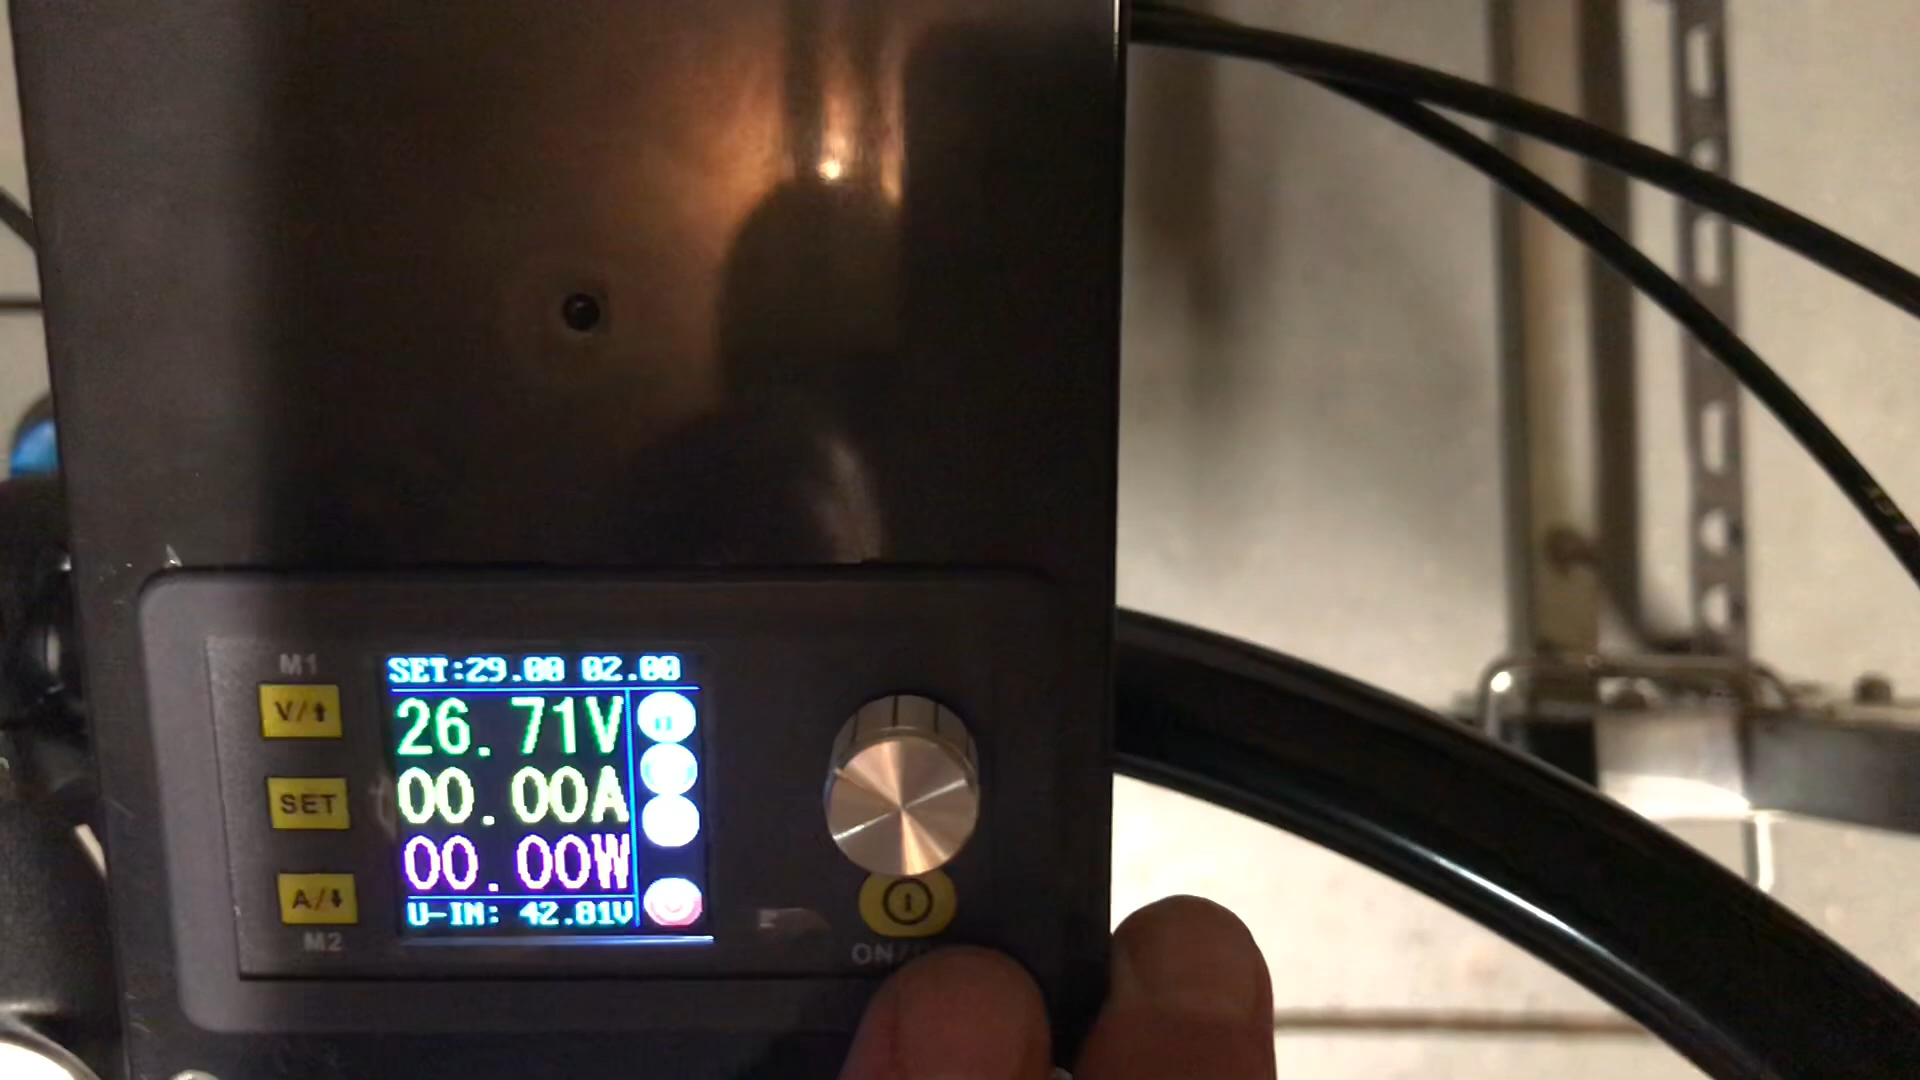 M1
V/⬆
SET
A/⬇
M2
SET:29.00 02.00
26.71V
00.00A
00.00W
U-IN: 42.81V